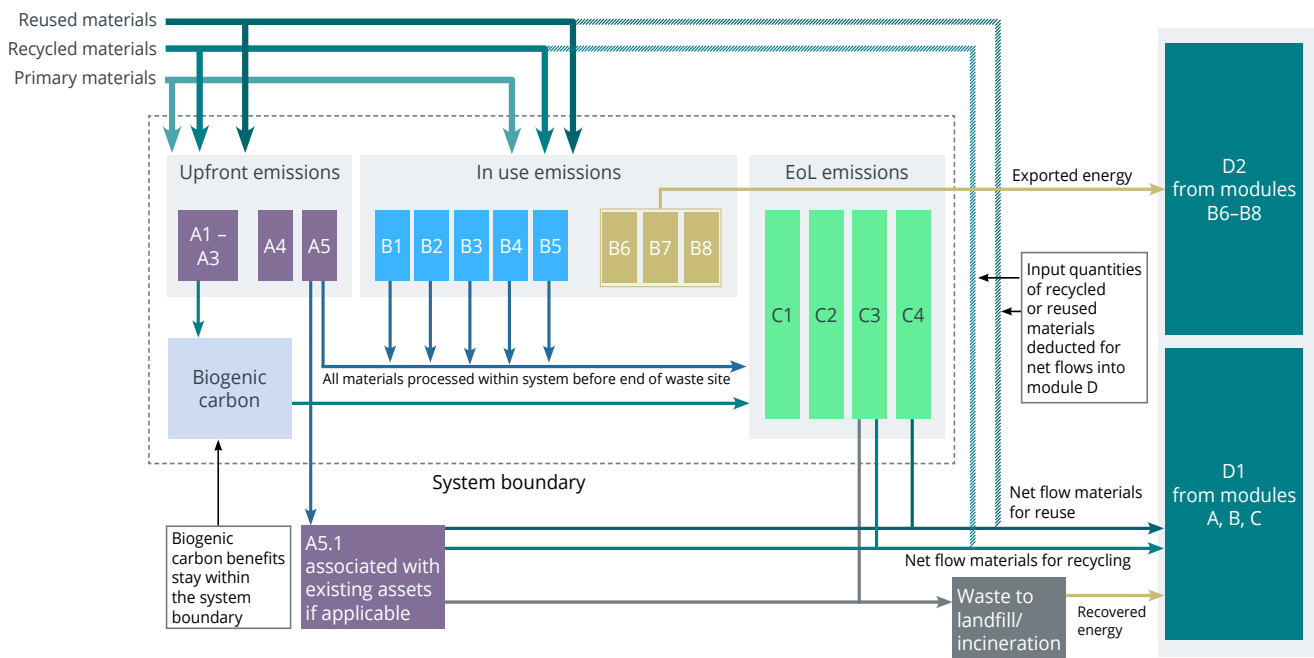 Reused materials
Recycled materials
Primary materials
Upfront emissions
In use emissions
EoL emissions
Exported energy
D2
from modules
B6–B8
A1 –
A3
A4
A5
B1
B2
B3
B4
B5
B6
B7
B8
C1
C2
C3
C4
Input quantities
of recycled
or reused
materials
deducted for
net flows into
module D
Biogenic
carbon
All materials processed within system before end of waste site
System boundary
D1
from modules
A, B, C
Net flow materials
for reuse
Net flow materials for recycling
Biogenic
carbon benefits
stay within
the system
boundary
A5.1
associated with
existing assets
if applicable
Waste to
landfill/
incineration
Recovered
energy